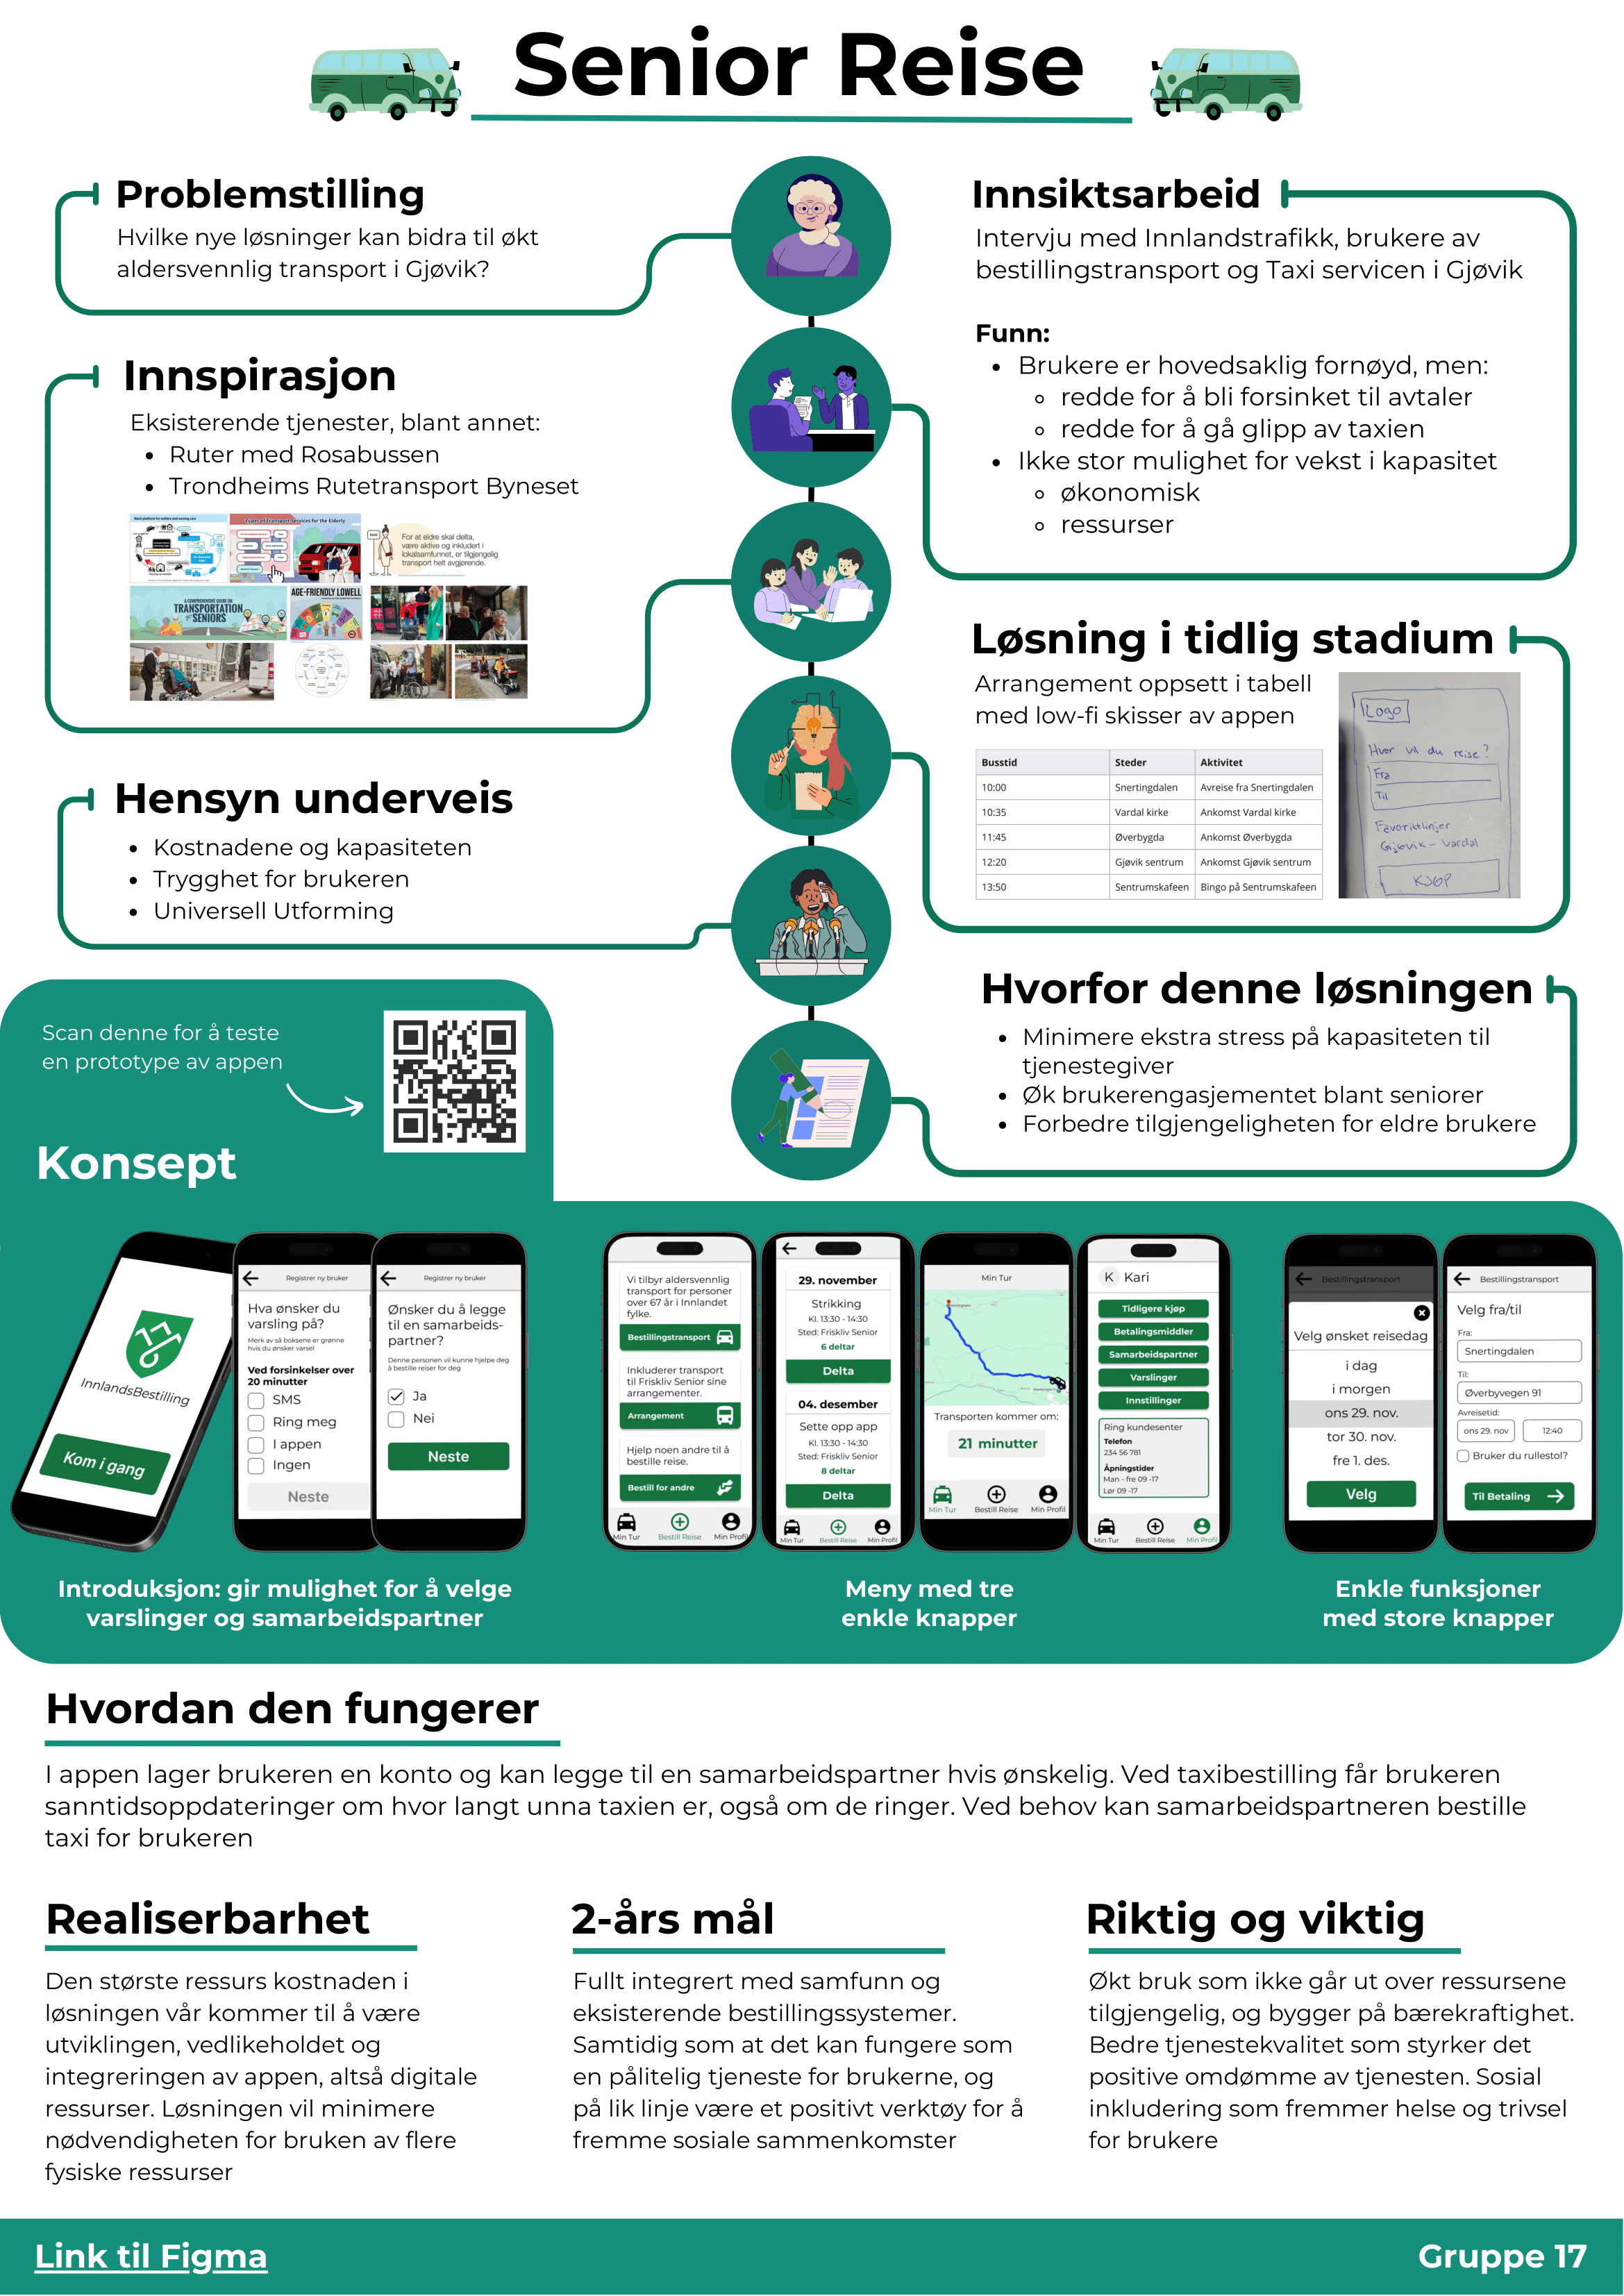 Senior Reise
Problemstilling
Hvilke nye løsninger kan bidra til økt
aldersvennlig transport i Gjøvik?
Innsiktsarbeid
Intervju med Innlandstrafikk, brukere av
bestillingstransport og Taxi servicen i Gjøvik
Funn:
Brukere er hovedsaklig fornøyd, men:
redde for å bli forsinket til avtaler
redde for å gå glipp av taxien
Ikke stor mulighet for vekst i kapasitet
økonomisk
ressurser
Innspirasjon
Eksisterende tjenester, blant annet:
Ruter med Rosabussen
Trondheims Rutetransport Byneset
Types of Transport Services for the Elderly
For at eldre skal delta,
være aktive og inkludert i
lokalsamfunnet, er tilgjengelig
transport helt avgjørende.
A COMPREHENSIVE GUIDE ON
TRANSPORTATION
SENIORS
AGE-FRIENDLY LOWELL
Løsning i tidlig stadium
Arrangement oppsett i tabell
med low-fi skisser av appen
Busstid Steder Aktivitet
10:00 Snertingdalen Avreise fra Snertingdalen
10:35 Vardal kirke Ankomst Vardal kirke
11:45 Øverbygda Ankomst Øverbygda
12:20 Gjøvik sentrum Ankomst Gjøvik sentrum
13:50 Sentrumskafeen Bingo på Sentrumskafeen
Logo
Hvor vil du reise?
Fra
Til
Favorittlinjer
Gjøvik - Vardal
KJØP
Hensyn underveis
Kostnadene og kapasiteten
Trygghet for brukeren
Universell Utforming
Hvorfor denne løsningen
Minimere ekstra stress på kapasiteten til
tjenestegiver
Øk brukerengasjementet blant seniorer
Forbedre tilgjengeligheten for eldre brukere
Scan denne for å teste
en prototype av appen
Konsept
InnlandsBestilling
Kom i gang
Registrer ny bruker
Hva ønsker du
varsling på?
Merk av så boksene er grønne
hvis du ønsker varsel
Ved forsinkelser over
20 minutter
SMS
Ring meg
I appen
Ingen
Neste
Registrer ny bruker
Ønsker du å legge
til en samarbeids-
partner?
Denne personen vil kunne hjelpe deg
å bestille reiser for deg
Ja
Nei
Neste
Vi tilbyr aldersvennlig
transport for personer
over 67 år i Innlandet
fylke.
Bestillingstransport
Inkluderer transport
til Friskliv Senior sine
arrangementer.
Arrangement
Hjelp noen andre til å
bestille reise.
Bestill for andre
Min Tur Bestill Reise Min Profil
29. november
Strikking
Kl. 13:30 - 14:30
Sted: Friskliv Senior
6 deltar
Delta
04. desember
Sette opp app
Kl. 13:30 - 14:30
Sted: Friskliv Senior
8 deltar
Delta
Min Tur Bestill Reise Min Profil
Min Tur
Transporten kommer om:
21 minutter
Min Tur Bestill Reise Min Profil
K Kari
Tidligere kjøp
Betalingsmidler
Samarbeidspartner
Varslinger
Innstillinger
Ring kundesenter
Telefon
234 56 781
Åpningstider
Man - fre 09 -17
Lør 09 -17
Min Tur Bestill Reise Min Profil
Bestillingstransport
Velg ønsket reisedag
i dag
i morgen
ons 29. nov.
tor 30. nov.
fre 1. des.
Velg
Bestillingstransport
Velg fra/til
Fra:
Snertingdalen
Til:
Øverbyvegen 91
Avreisetid:
ons 29. nov 12:40
Bruker du rullestol?
Til Betaling
Introduksjon: gir mulighet for å velge
varslinger og samarbeidspartner
Meny med tre
enkle knapper
Enkle funksjoner
med store knapper
Hvordan den fungerer
I appen lager brukeren en konto og kan legge til en samarbeidspartner hvis ønskelig. Ved taxibestilling får brukeren
sanntidsoppdateringer om hvor langt unna taxien er, også om de ringer. Ved behov kan samarbeidspartneren bestille
taxi for brukeren
Realiserbarhet
Den største ressurs kostnaden i
løsningen vår kommer til å være
utviklingen, vedlikeholdet og
integreringen av appen, altså digitale
ressurser. Løsningen vil minimere
nødvendigheten for bruken av flere
fysiske ressurser
2-års mål
Fullt integrert med samfunn og
eksisterende bestillingssystemer.
Samtidig som at det kan fungere som
en pålitelig tjeneste for brukerne, og
på lik linje være et positivt verktøy for å
fremme sosiale sammenkomster
Riktig og viktig
Økt bruk som ikke går ut over ressursene
tilgjengelig, og bygger på bærekraftighet.
Bedre tjenestekvalitet som styrker det
positive omdømme av tjenesten. Sosial
inkludering som fremmer helse og trivsel
for brukere
Link til Figma
Gruppe 17